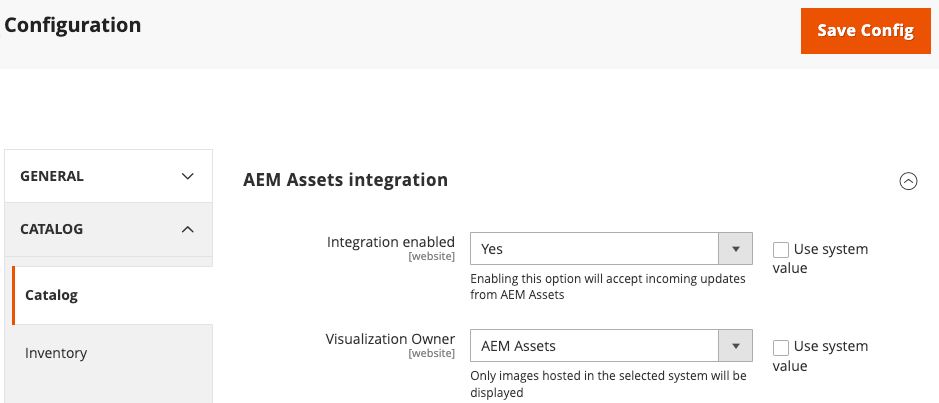 Configuration
Save Config
GENERAL
CATALOG
Catalog
Inventory
AEM Assets integration
Integration enabled
[website]
Yes
Use system
value
Enabling this option will accept incoming updates
from AEM Assets
Visualization Owner
[website]
AEM Assets
Use system
value
Only images hosted in the selected system will be
displayed